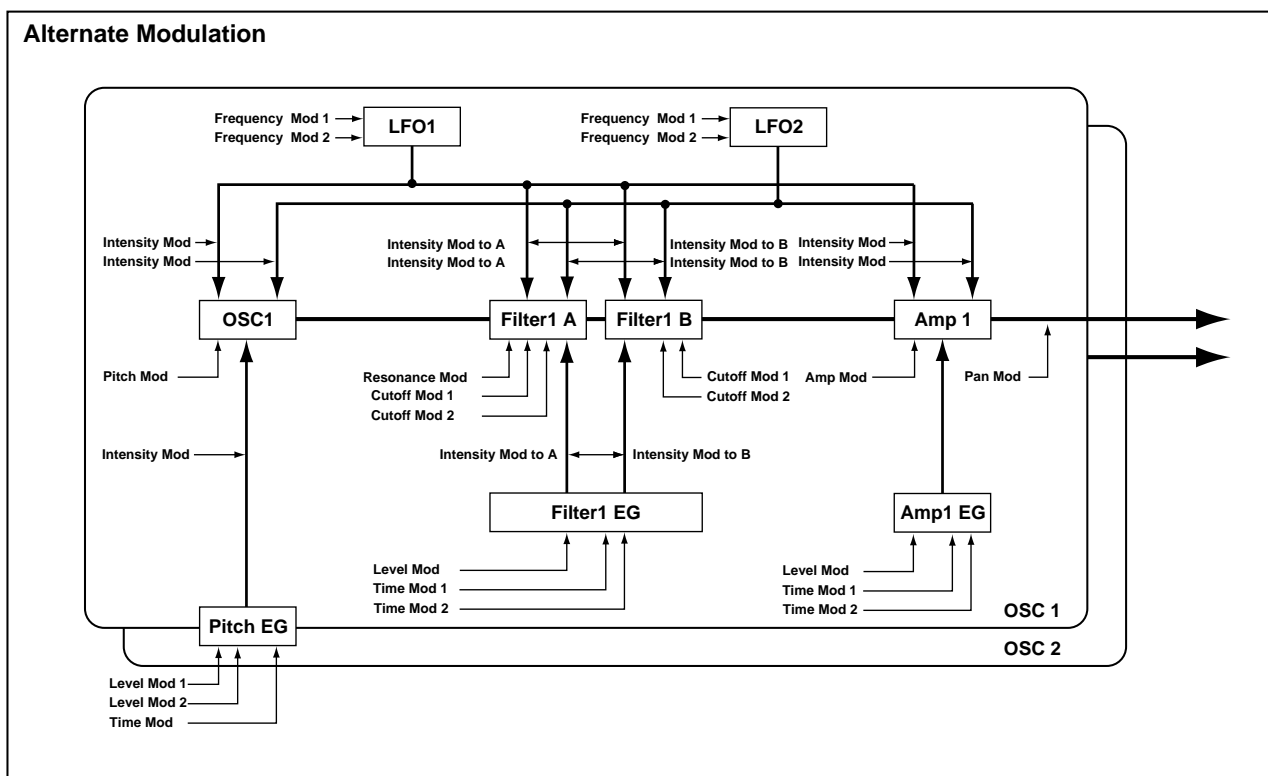 Alternate Modulation
Frequency Mod 1
Frequency Mod 2
LFO1
Frequency Mod 1
Frequency Mod 2
LFO2
Intensity Mod
Intensity Mod
Intensity Mod to A
Intensity Mod to A
Intensity Mod to B
Intensity Mod to B
Intensity Mod
Intensity Mod
OSC1
Filter1 A
Filter1 B
Amp 1
Pitch Mod
Resonance Mod
Cutoff Mod 1
Cutoff Mod 2
Cutoff Mod 1
Cutoff Mod 2
Amp Mod
Pan Mod
Intensity Mod
Intensity Mod to A
Intensity Mod to B
Filter1 EG
Amp1 EG
Level Mod
Time Mod 1
Time Mod 2
Level Mod
Time Mod 1
Time Mod 2
OSC 1
Pitch EG
OSC 2
Level Mod 1
Level Mod 2
Time Mod